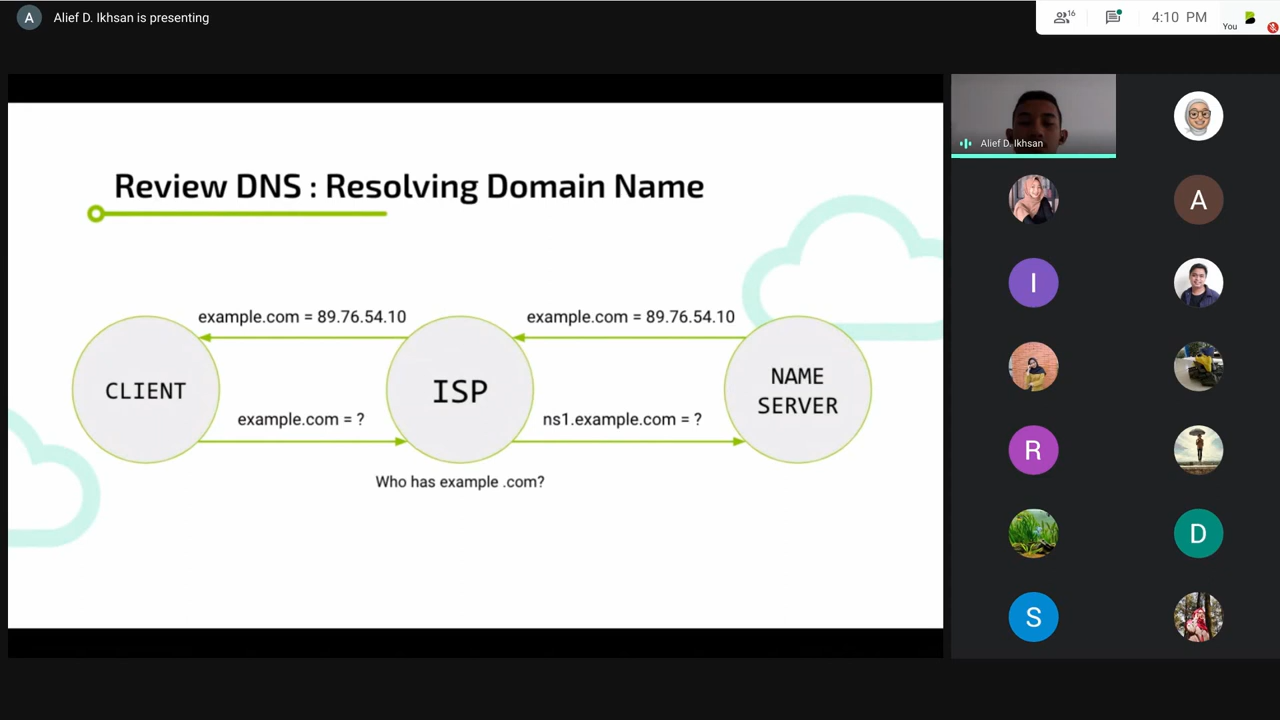 A
Alief D. Ikhsan is presenting
16
4:10 PM
You
Review DNS : Resolving Domain Name
example.com = 89.76.54.10
example.com = 89.76.54.10
CLIENT
ISP
NAME
SERVER
example.com = ?
ns1.example.com = ?
Who has example .com?
Alief D. Ikhsan
A
I
R
D
S